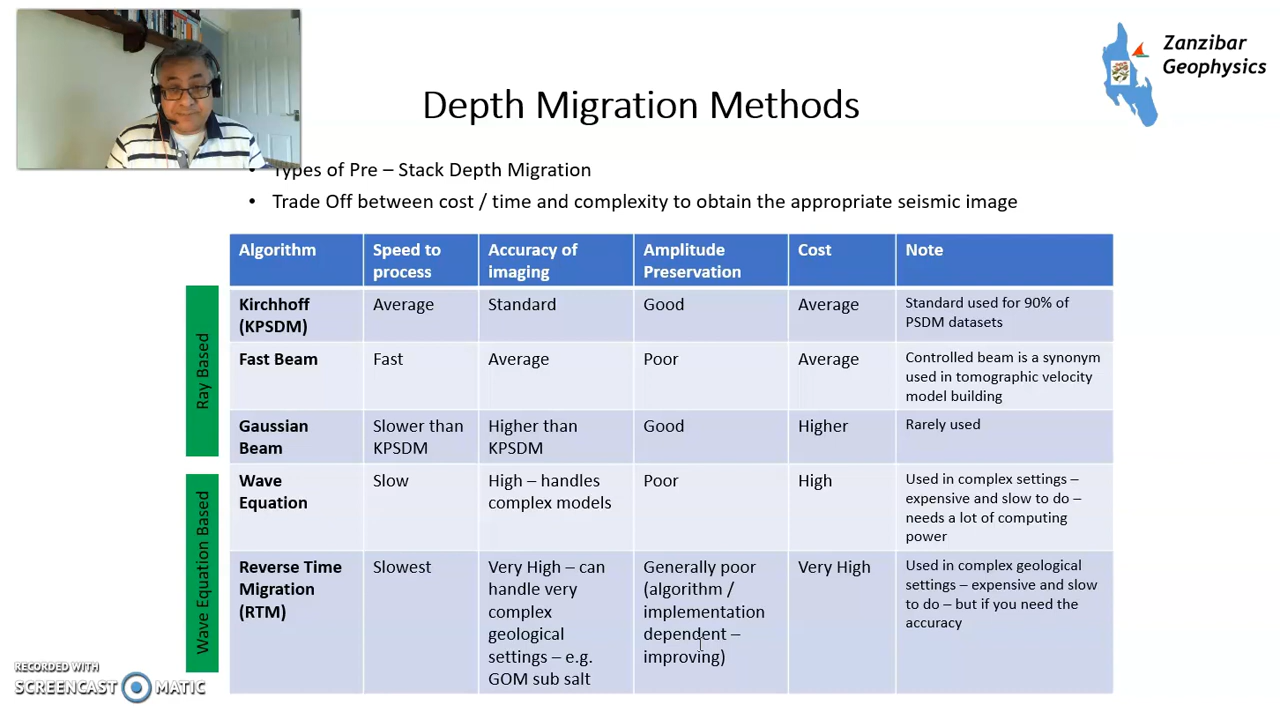 Zanzibar
Geophysics
Depth Migration Methods
• Types of Pre – Stack Depth Migration
• Trade Off between cost / time and complexity to obtain the appropriate seismic image
Algorithm
Speed to
process
Accuracy of
imaging
Amplitude
Preservation
Cost
Note
Ray Based
Kirchhoff
(KPSDM)
Average
Standard
Good
Average
Standard used for 90% of
PSDM datasets
Fast Beam
Fast
Average
Poor
Average
Controlled beam is a synonym
used in tomographic velocity
model building
Gaussian
Beam
Slower than
KPSDM
Higher than
KPSDM
Good
Higher
Rarely used
Wave Equation Based
Wave
Equation
Slow
High – handles
complex models
Poor
High
Used in complex settings –
expensive and slow to do –
needs a lot of computing
power
Reverse Time
Migration
(RTM)
Slowest
Very High – can
handle very
complex
geological
settings – e.g.
GOM sub salt
Generally poor
(algorithm /
implementation
dependent –
improving)
Very High
Used in complex geological
settings – expensive and slow
to do – but if you need the
accuracy
RECORDED WITH
SCREENCAST MATIC